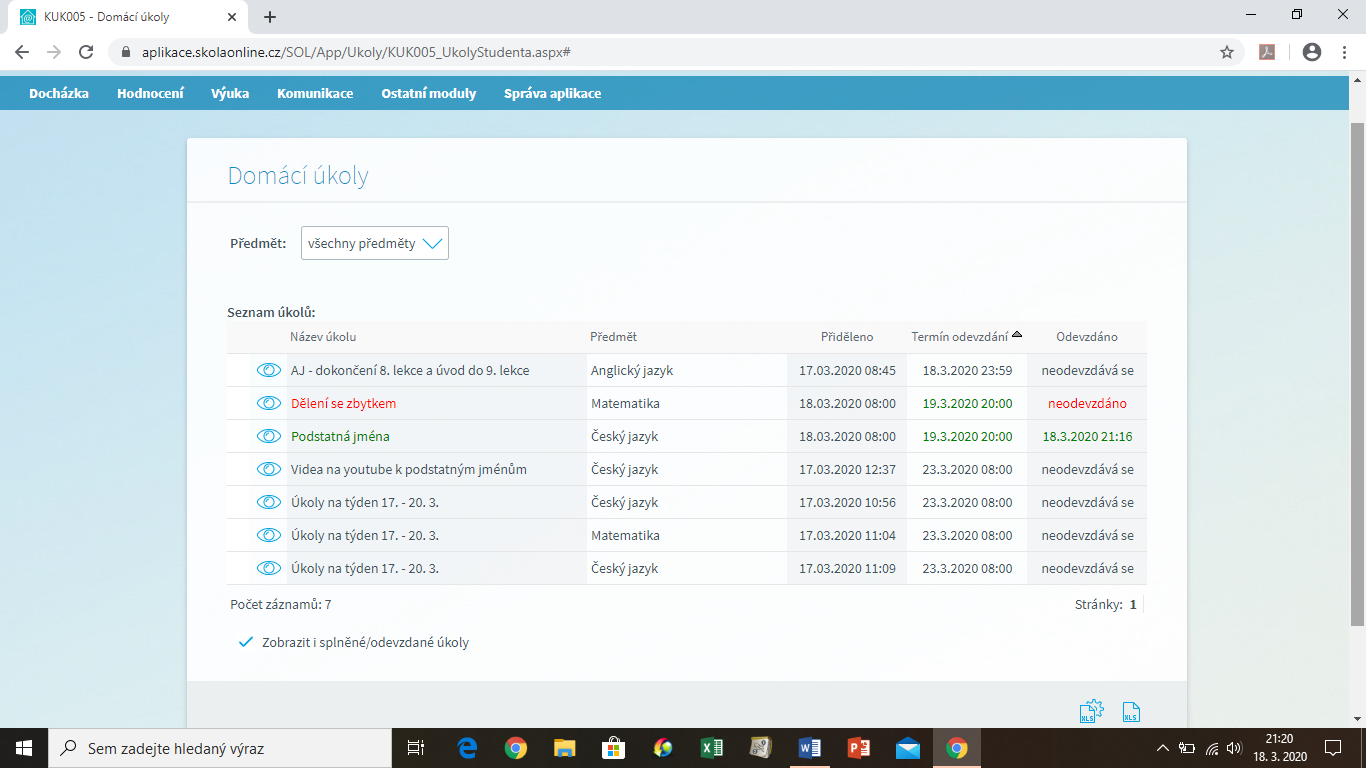 KUK005 - Domácí úkoly
aplikace.skolaonline.cz/SOL/App/Ukoly/KUK005_UkolyStudenta.aspx#
Docházka Hodnocení Výuka Komunikace Ostatní moduly Správa aplikace
Domácí úkoly
Předmět: všechny předměty
Seznam úkolů:
Název úkolu Předmět Přiděleno Termín odevzdání Odevzdáno
AJ - dokončení 8. lekce a úvod do 9. lekce Anglický jazyk 17.03.2020 08:45 18.3.2020 23:59 neodevzdává se
Dělení se zbytkem Matematika 18.03.2020 08:00 19.3.2020 20:00 neodevzdáno
Podstatná jména Český jazyk 18.03.2020 08:00 19.3.2020 20:00 18.3.2020 21:16
Videa na youtube k podstatným jménům Český jazyk 17.03.2020 12:37 23.3.2020 08:00 neodevzdává se
Úkoly na týden 17. - 20. 3. Český jazyk 17.03.2020 10:56 23.3.2020 08:00 neodevzdává se
Úkoly na týden 17. - 20. 3. Matematika 17.03.2020 11:04 23.3.2020 08:00 neodevzdává se
Úkoly na týden 17. - 20. 3. Český jazyk 17.03.2020 11:09 23.3.2020 08:00 neodevzdává se
Počet záznamů: 7 Stránky: 1
Zobrazit i splněné/odevzdané úkoly
XLS XLS
Sem zadejte hledaný výraz
21:20
18. 3. 2020